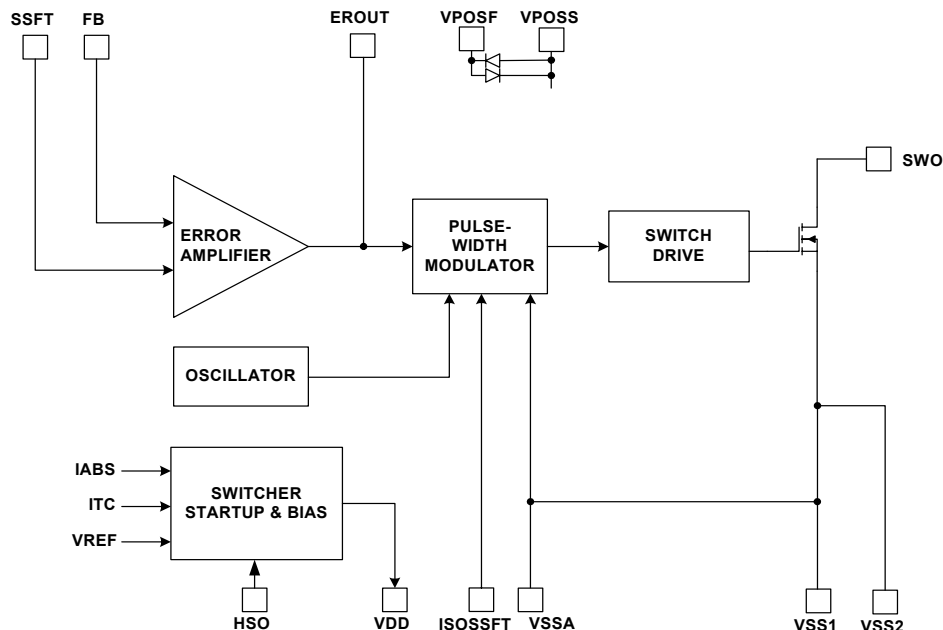 SSFT
FB
EROUT
VPOSF
VPOSS
SWO
ERROR
AMPLIFIER
PULSE-
WIDTH
MODULATOR
SWITCH
DRIVE
OSCILLATOR
IABS
ITC
VREF
SWITCHER
STARTUP & BIAS
HSO
VDD
ISOSSFT
VSSA
VSS1
VSS2